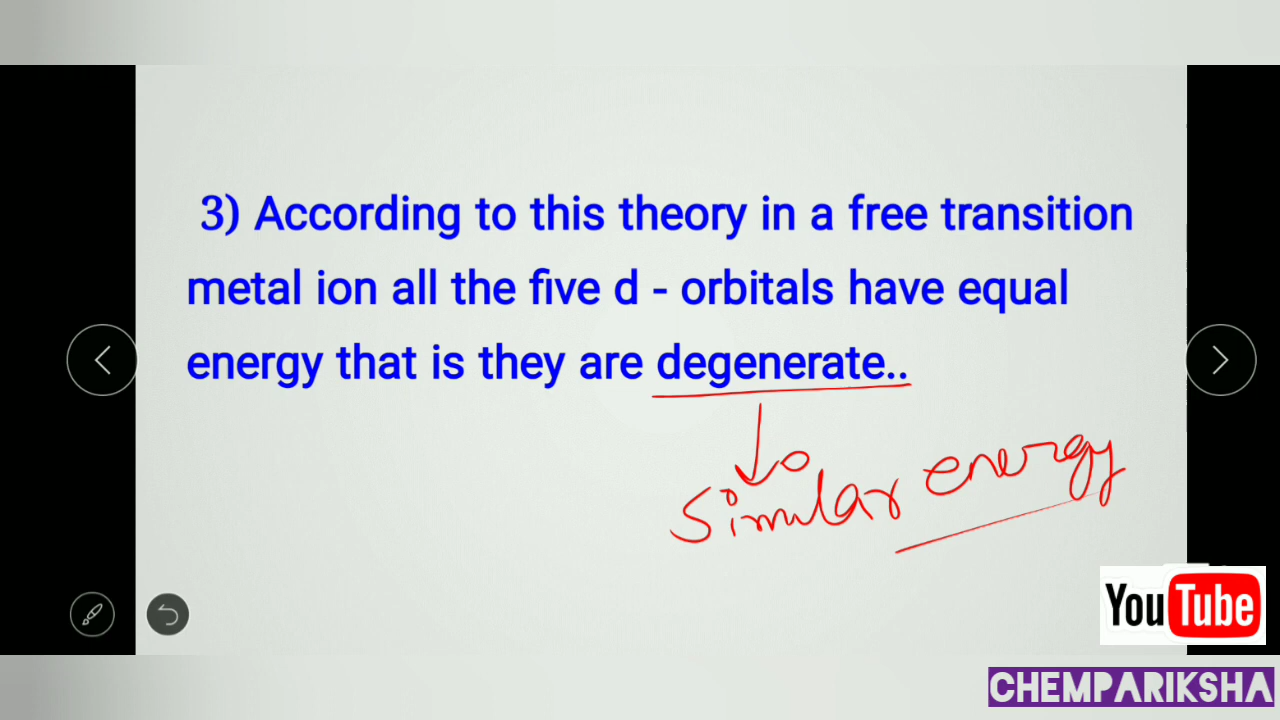 3) According to this theory in a free transition
metal ion all the five d - orbitals have equal
energy that is they are degenerate..
similar energy
YouTube
CHEMPARIKSHA